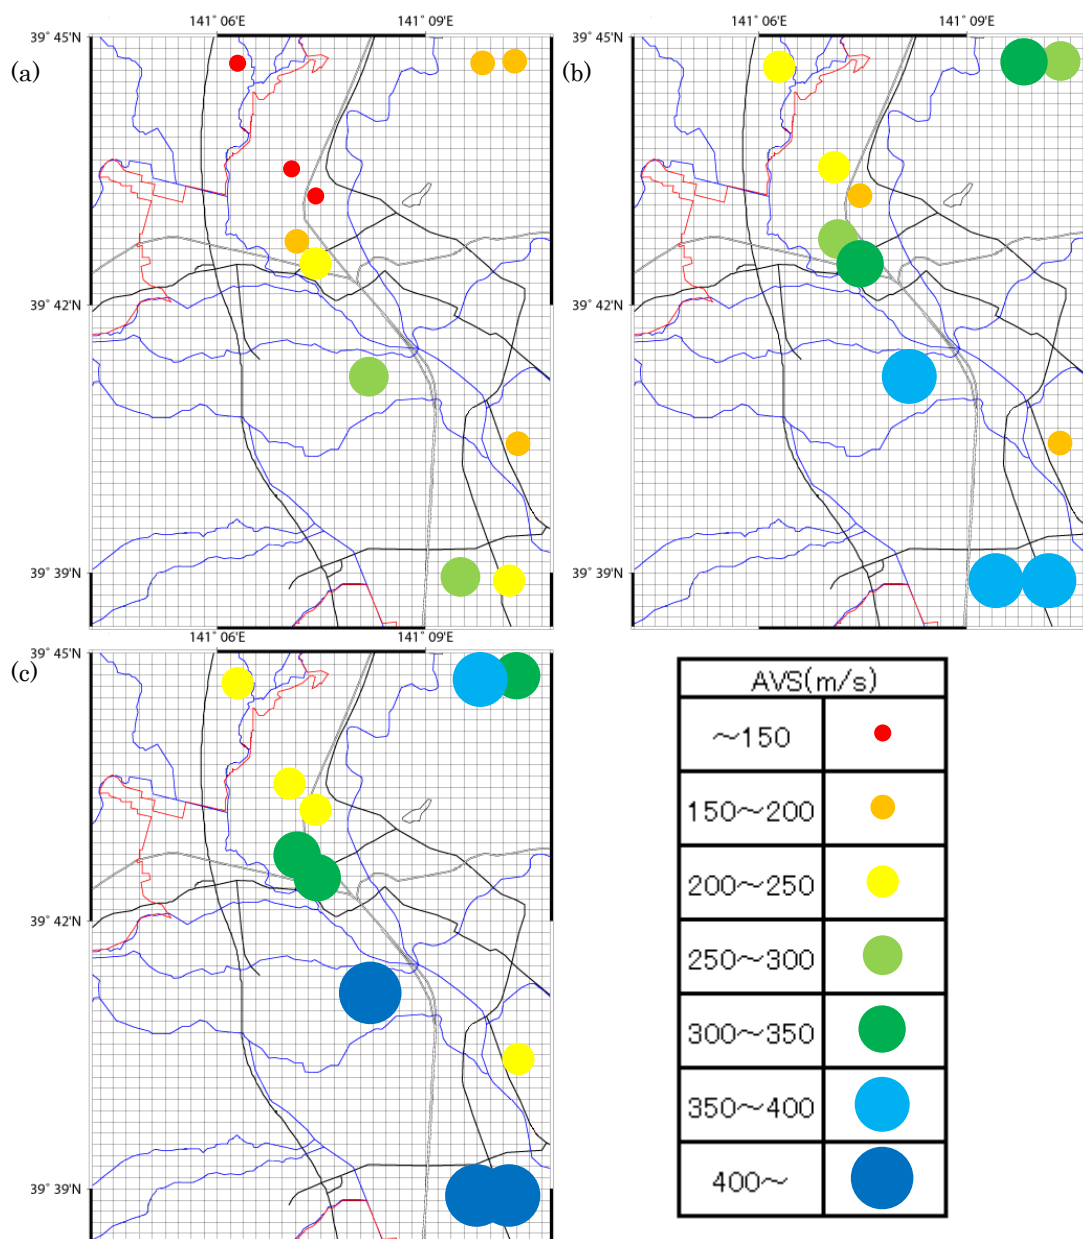 141° 06′E 141° 09′E
39° 45′N
(a)
39° 42′N
39° 39′N
141° 06′E 141° 09′E
39° 45′N
(b)
39° 42′N
39° 39′N
141° 06′E 141° 09′E
39° 45′N
(c)
39° 42′N
39° 39′N
AVS(m/s)
～150
150～200
200～250
250～300
300～350
350～400
400～